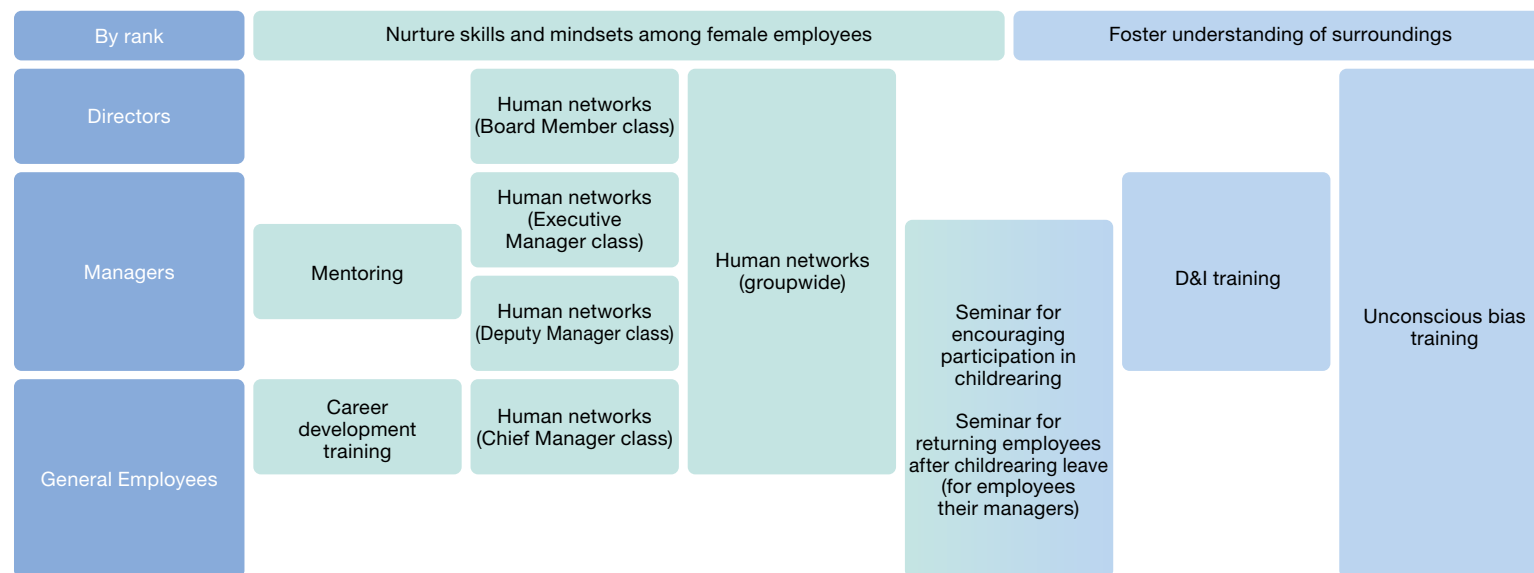 By rank
Nurture skills and mindsets among female employees
Foster understanding of surroundings
Directors
Human networks
(Board Member class)
Managers
Mentoring
Human networks
(Executive
Manager class)
Human networks
(Deputy Manager class)
Human networks
(groupwide)
D&I training
Unconscious bias
training
General Employees
Career
development
training
Human networks
(Chief Manager class)
Seminar for
encouraging
participation in
childrearing
Seminar for
returning employees
after childrearing leave
(for employees
their managers)